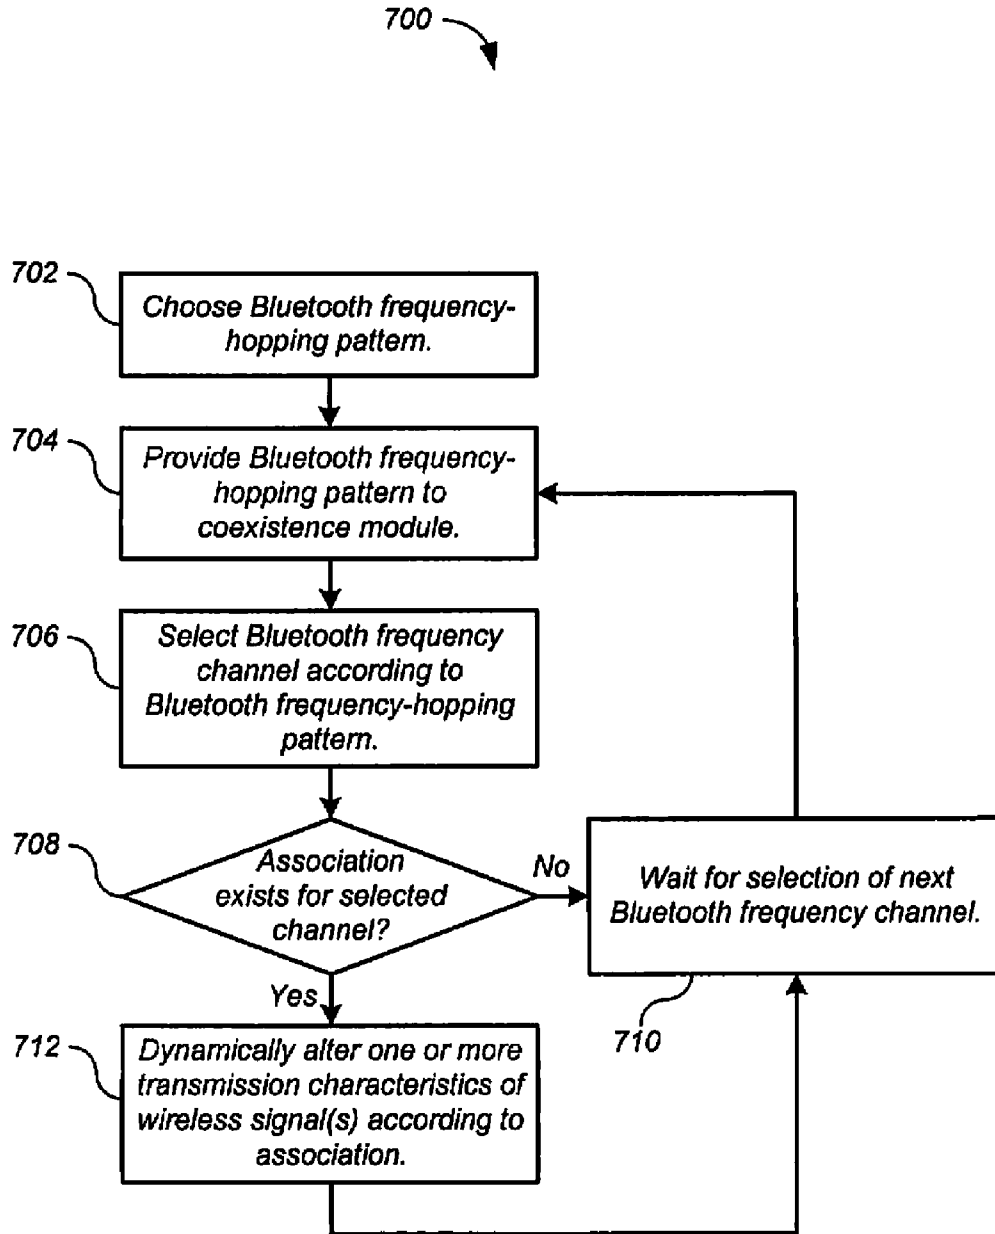 700
702
Choose Bluetooth frequency-
hopping pattern.
704
Provide Bluetooth frequency-
hopping pattern to
coexistence module.
706
Select Bluetooth frequency
channel according to
Bluetooth frequency-hopping
pattern.
708
Association
exists for selected
channel?
No
Wait for selection of next
Bluetooth frequency channel.
710
Yes
712
Dynamically alter one or more
transmission characteristics of
wireless signal(s) according to
association.